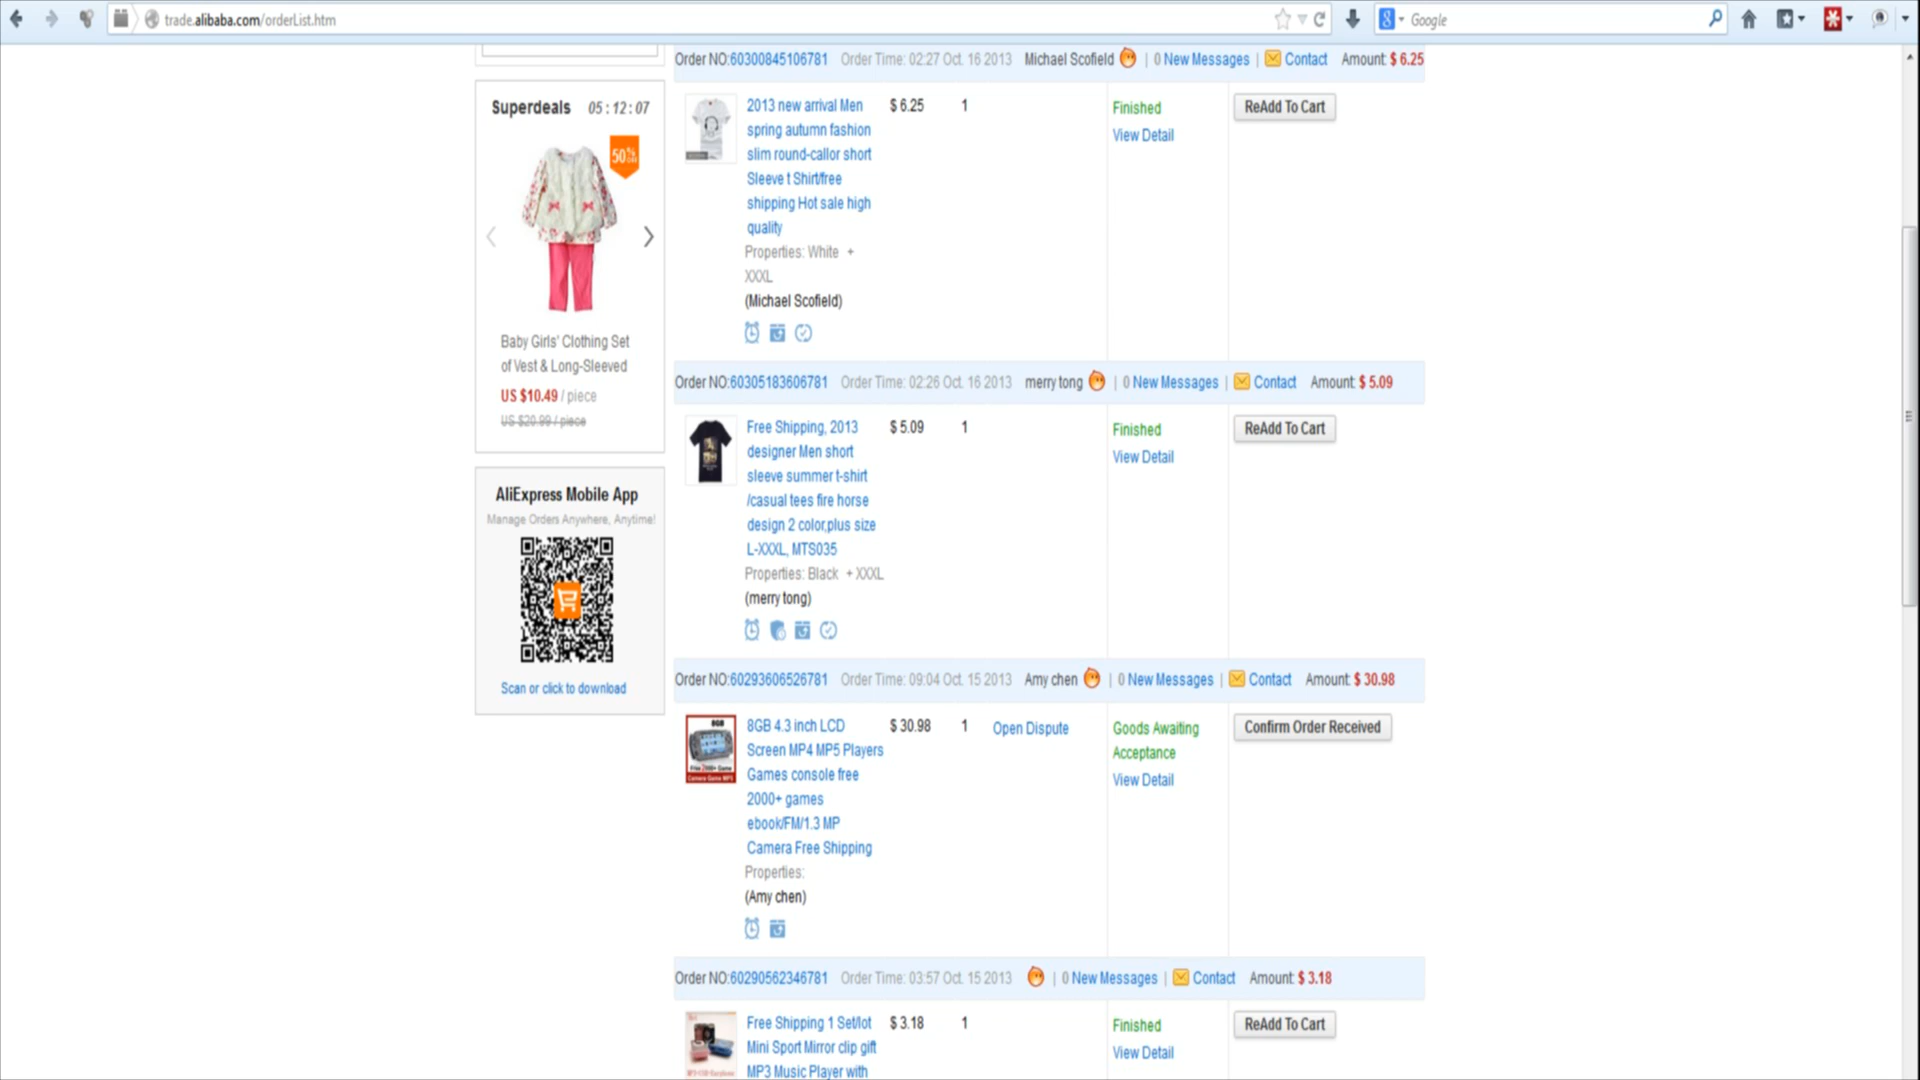 trade.alibaba.com/orderList.htm
Google
Order NO:60300845106781 Order Time: 02:27 Oct. 16 2013 Michael Scofield | 0 New Messages | Contact Amount: $ 6.25
Superdeals 05 : 12 : 07
50%
Baby Girls' Clothing Set
of Vest & Long-Sleeved
US $10.49 / piece
US $20.99 / piece
AliExpress Mobile App
Manage Orders Anywhere, Anytime!
Scan or click to download
2013 new arrival Men $ 6.25 1 Finished ReAdd To Cart
spring autumn fashion View Detail
slim round-callor short
Sleeve t Shirt/free
shipping Hot sale high
quality
Properties: White +
XXXL
(Michael Scofield)
Order NO:60305183606781 Order Time: 02:26 Oct. 16 2013 merry tong | 0 New Messages | Contact Amount: $ 5.09
Free Shipping, 2013 $ 5.09 1 Finished ReAdd To Cart
designer Men short View Detail
sleeve summer t-shirt
/casual tees fire horse
design 2 color,plus size
L-XXXL, MTS035
Properties: Black + XXXL
(merry tong)
Order NO:60293606526781 Order Time: 09:04 Oct. 15 2013 Amy chen | 0 New Messages | Contact Amount: $ 30.98
8GB
8GB 4.3 inch LCD $ 30.98 1 Open Dispute Goods Awaiting Confirm Order Received
Screen MP4 MP5 Players Acceptance
Games console free View Detail
2000+ games
ebook/FM/1.3 MP
Camera Free Shipping
Properties:
(Amy chen)
Order NO:60290562346781 Order Time: 03:57 Oct. 15 2013 | 0 New Messages | Contact Amount: $ 3.18
Free Shipping 1 Set/lot $ 3.18 1 Finished ReAdd To Cart
Mini Sport Mirror clip gift View Detail
MP3 Music Player with